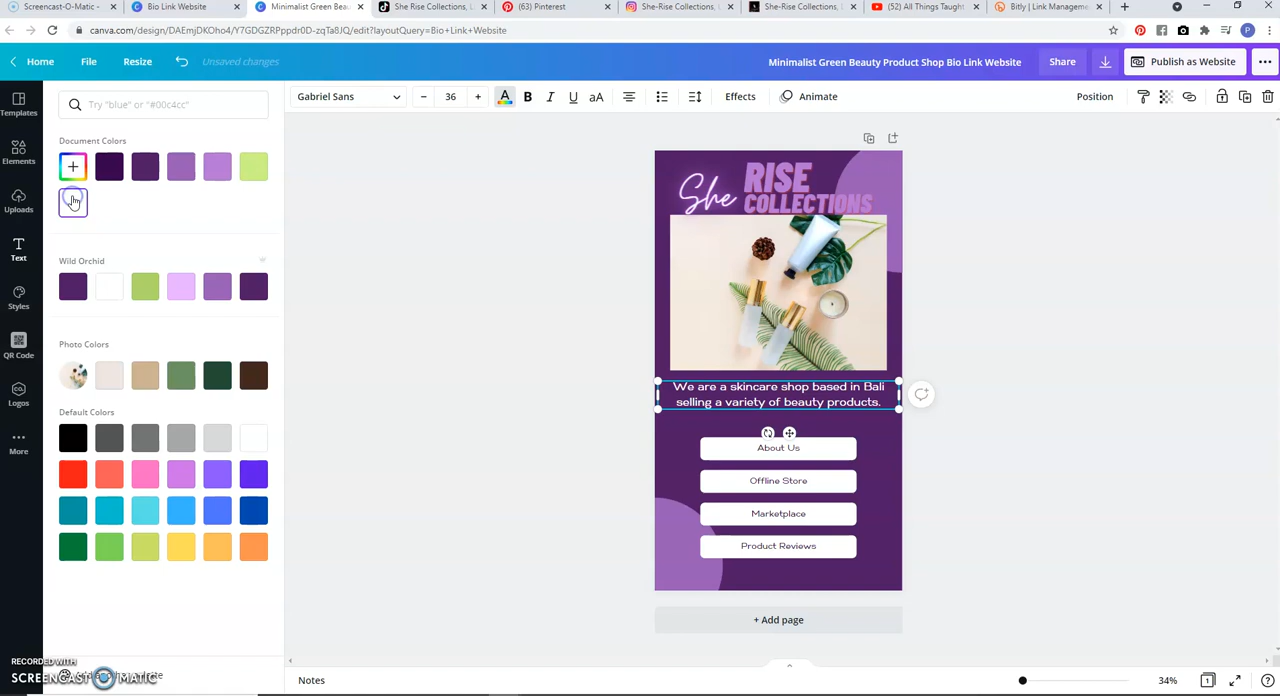 Screencast-O-Matic -
Bio Link Website
Minimalist Green Beau
She Rise Collections, L
(63) Pinterest
She-Rise Collections,
She-Rise Collections, L
(52) All Things Taught
Bitly | Link Manageme
canva.com/design/DAEmjDKOho4/Y7GDGZRPppdr0D-zqTa8JQ/edit?layoutQuery=Bio+Link+Website
Home
File
Resize
Unsaved changes
Minimalist Green Beauty Product Shop Bio Link Website
Share
Publish as Website
Templates
Elements
Uploads
Text
Styles
QR Code
Logos
More
Try "blue" or "#00c4cc"
Document Colors
Wild Orchid
Photo Colors
Default Colors
Gabriel Sans
36
A
B
I
U
aA
Effects
Animate
Position
She RISE
COLLECTIONS
We are a skincare shop based in Bali
selling a variety of beauty products.
About Us
Offline Store
Marketplace
Product Reviews
+ Add page
Notes
34%
1
RECORDED WITH
SCREENCAST MATIC